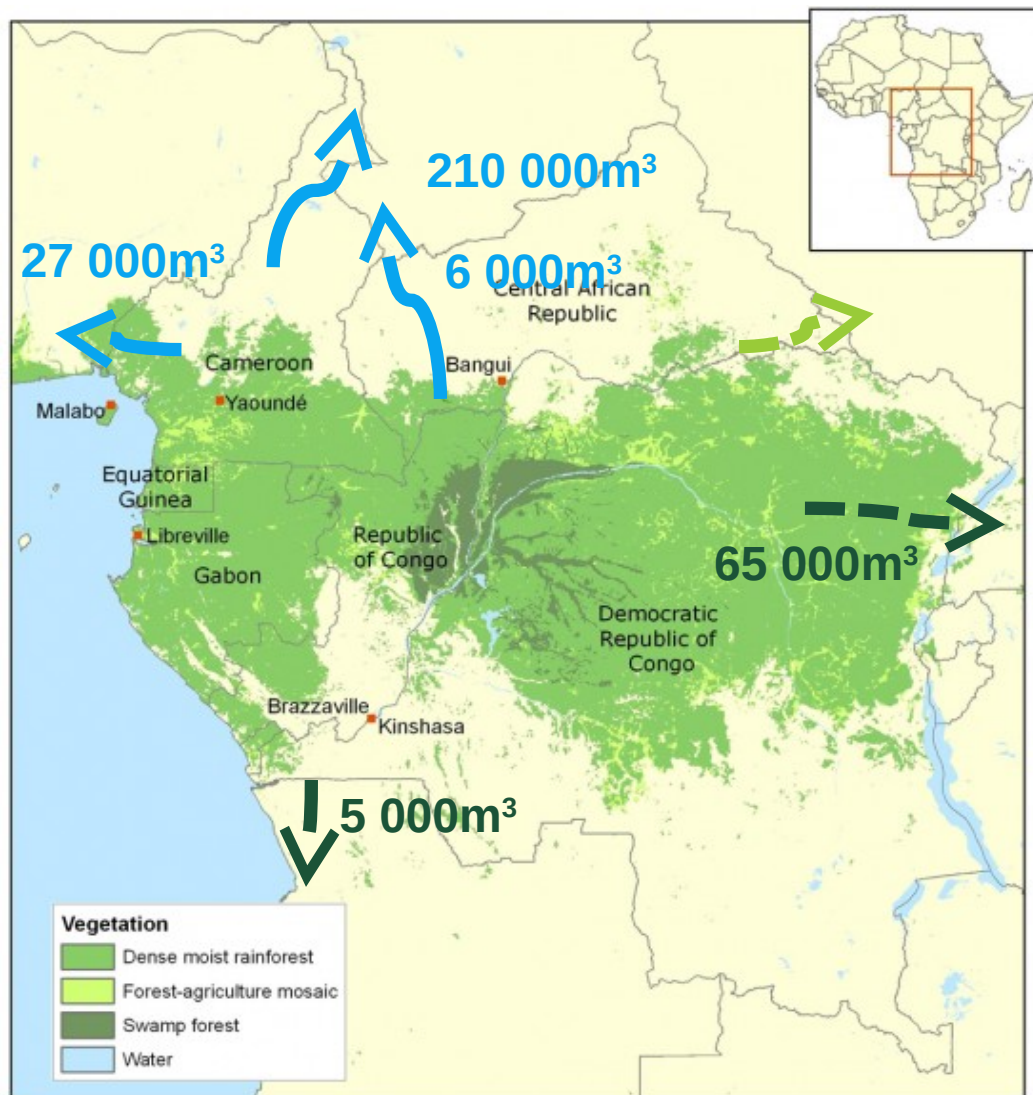 210 000m³
27 000m³
6 000m³
Central African
Republic
Cameroon
Bangui
Malabo
Yaoundé
Equatorial
Guinea
Libreville
Republic
of Congo
65 000m³
Gabon
Democratic
Republic of
Congo
Brazzaville
Kinshasa
5 000m³
Vegetation
Dense moist rainforest
Forest-agriculture mosaic
Swamp forest
Water